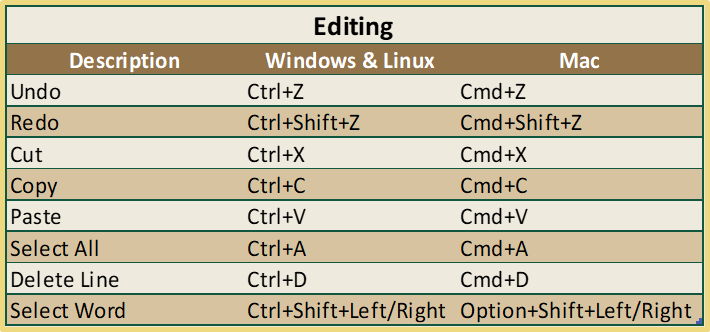 Editing
Description Windows & Linux Mac
Undo Ctrl+Z Cmd+Z
Redo Ctrl+Shift+Z Cmd+Shift+Z
Cut Ctrl+X Cmd+X
Copy Ctrl+C Cmd+C
Paste Ctrl+V Cmd+V
Select All Ctrl+A Cmd+A
Delete Line Ctrl+D Cmd+D
Select Word Ctrl+Shift+Left/Right Option+Shift+Left/Right